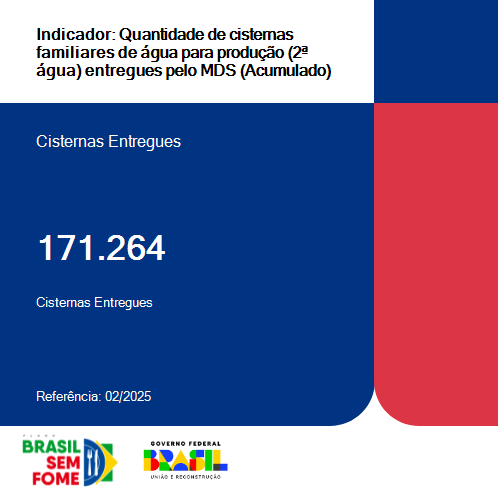 Indicador: Quantidade de cisternas
familiares de água para produção (2ª
água) entregues pelo MDS (Acumulado)
Cisternas Entregues
171.264
Cisternas Entregues
Referência: 02/2025
PLANO
BRASIL
SEM
FOME
GOVERNO FEDERAL
BRASIL
UNIÃO E RECONSTRUÇÃO